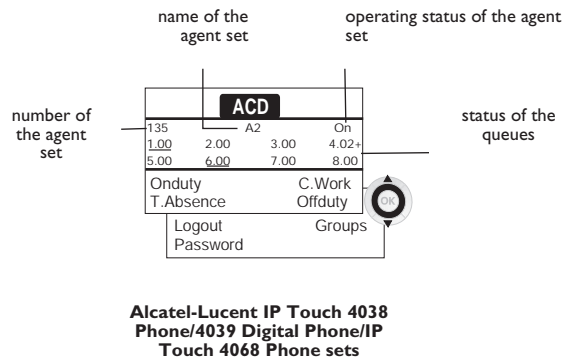 name of the
agent set
operating status of the agent
set
number of
the agent
set
status of the
queues
ACD
135 A2 On
1.00 2.00 3.00 4.02+
5.00 6.00 7.00 8.00
Onduty C.Work
T.Absence Offduty
OK
Logout Groups
Password
Alcatel-Lucent IP Touch 4038
Phone/4039 Digital Phone/IP
Touch 4068 Phone sets